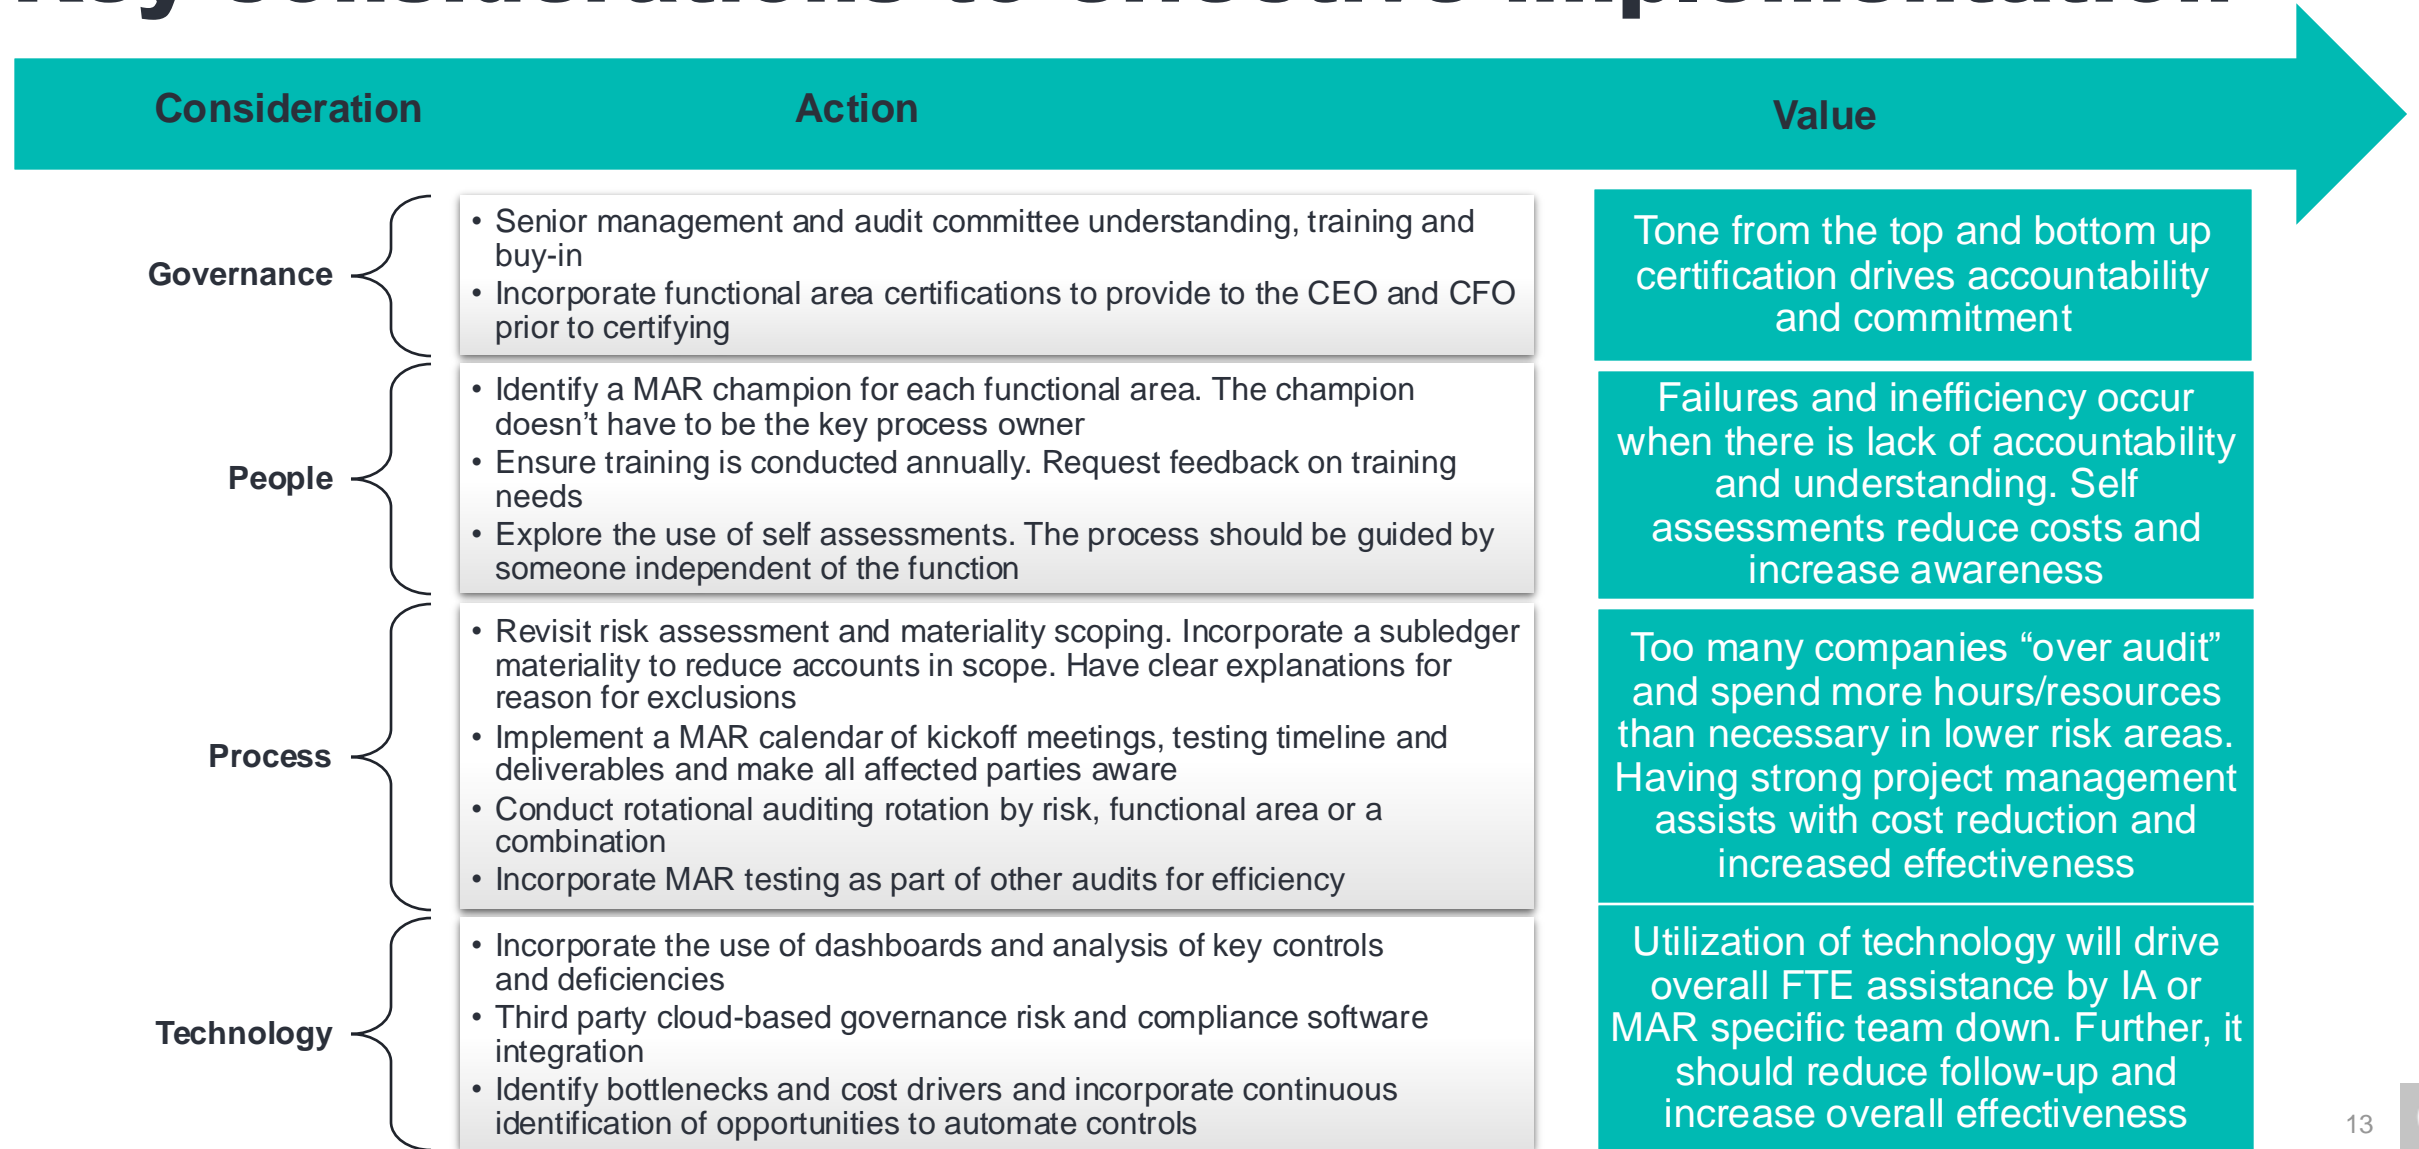 Key considerations to effective implementation
Consideration
Action
Value
Governance
• Senior management and audit committee understanding, training and
buy-in
• Incorporate functional area certifications to provide to the CEO and CFO
prior to certifying
Tone from the top and bottom up
certification drives accountability
and commitment
People
• Identify a MAR champion for each functional area. The champion
doesn’t have to be the key process owner
• Ensure training is conducted annually. Request feedback on training
needs
• Explore the use of self assessments. The process should be guided by
someone independent of the function
Failures and inefficiency occur
when there is lack of accountability
and understanding. Self
assessments reduce costs and
increase awareness
Process
• Revisit risk assessment and materiality scoping. Incorporate a subledger
materiality to reduce accounts in scope. Have clear explanations for
reason for exclusions
• Implement a MAR calendar of kickoff meetings, testing timeline and
deliverables and make all affected parties aware
• Conduct rotational auditing rotation by risk, functional area or a
combination
• Incorporate MAR testing as part of other audits for efficiency
Too many companies “over audit”
and spend more hours/resources
than necessary in lower risk areas.
Having strong project management
assists with cost reduction and
increased effectiveness
Technology
• Incorporate the use of dashboards and analysis of key controls
and deficiencies
• Third party cloud-based governance risk and compliance software
integration
• Identify bottlenecks and cost drivers and incorporate continuous
identification of opportunities to automate controls
Utilization of technology will drive
overall FTE assistance by IA or
MAR specific team down. Further, it
should reduce follow-up and
increase overall effectiveness
13